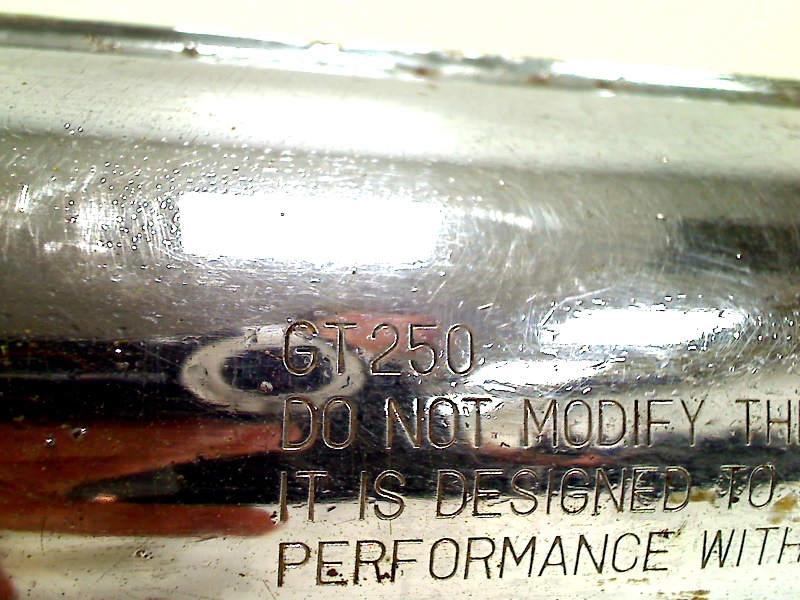 GT250
DO NOT MODIFY
IT IS DESIGNED TO
PERFORMANCE WITH